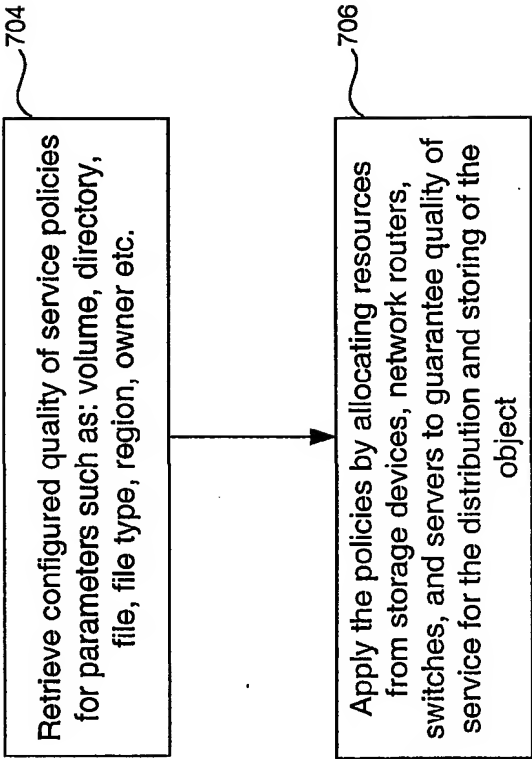 704
Retrieve configured quality of service policies
for parameters such as: volume, directory,
file, file type, region, owner etc.
706
Apply the policies by allocating resources
from storage devices, network routers,
switches, and servers to guarantee quality of
service for the distribution and storing of the
object